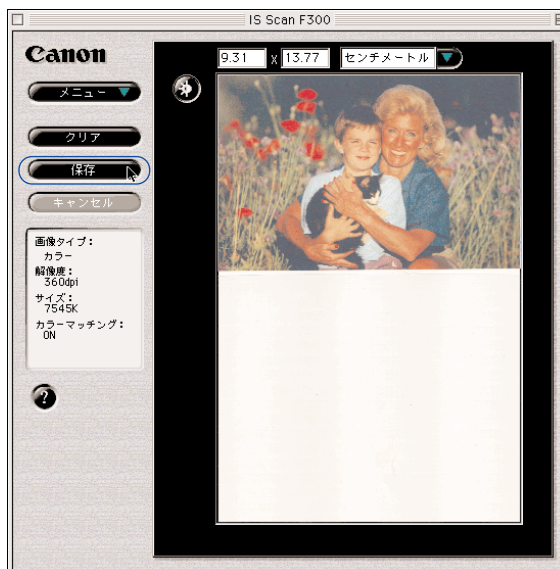 IS Scan F300
Canon
9.31 x 13.77 センチメートル
メニュー
クリア
保存
キャンセル
画像タイプ:
カラー
解像度:
360dpi
サイズ:
7545K
カラーマッチング:
ON
?